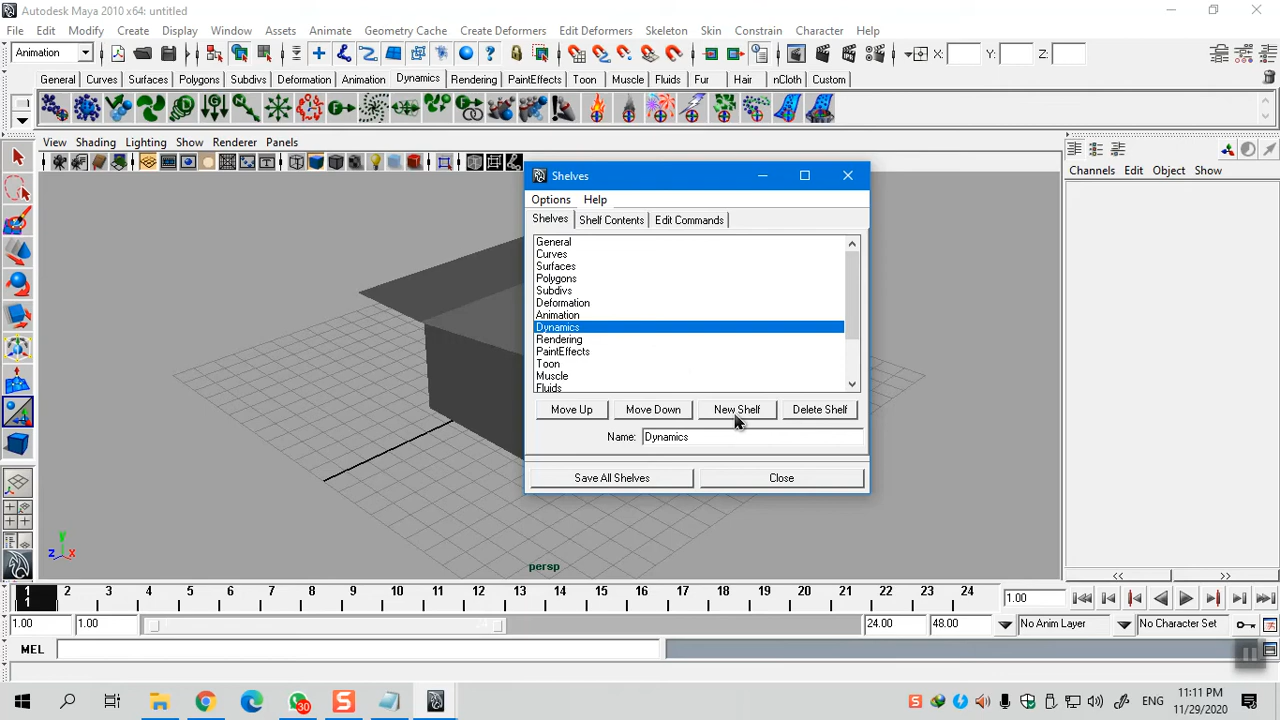 Autodesk Maya 2010 x64: untitled
File Edit Modify Create Display Window Assets Animate Geometry Cache Create Deformers Edit Deformers Skeleton Skin Constrain Character Help
Animation X: Y: Z:
General Curves Surfaces Polygons Subdivs Deformation Animation Dynamics Rendering PaintEffects Toon Muscle Fluids Fur Hair nCloth Custom
View Shading Lighting Show Renderer Panels
Channels Edit Object Show
Shelves
Options Help
Shelves Shelf Contents Edit Commands
General
Curves
Surfaces
Polygons
Subdivs
Deformation
Animation
Dynamics
Rendering
PaintEffects
Toon
Muscle
Fluids
Move Up Move Down New Shelf Delete Shelf
Name: Dynamics
Save All Shelves Close
y
z x
persp
<< >>
1 2 3 4 5 6 7 8 9 10 11 12 13 14 15 16 17 18 19 20 21 22 23 24
1 1.00
1.00 1.00 24.00 48.00 No Anim Layer No Character Set
MEL
30 ENG 11:11 PM
11/29/2020